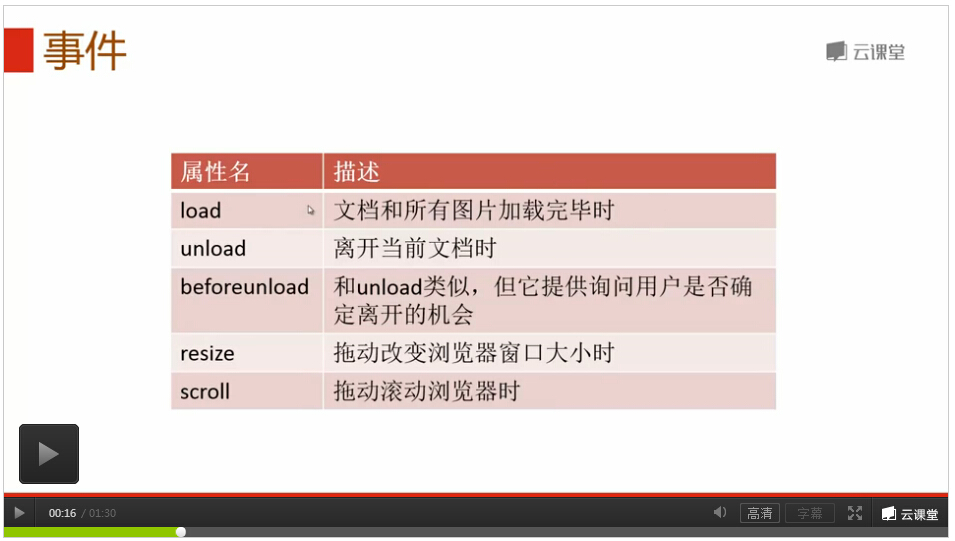 事件
云课堂
属性名 描述
load 文档和所有图片加载完毕时
unload 离开当前文档时
beforeunload 和unload类似，但它提供询问用户是否确
定离开的机会
resize 拖动改变浏览器窗口大小时
scroll 拖动滚动浏览器时
00:16 / 01:30 高清 字幕 云课堂